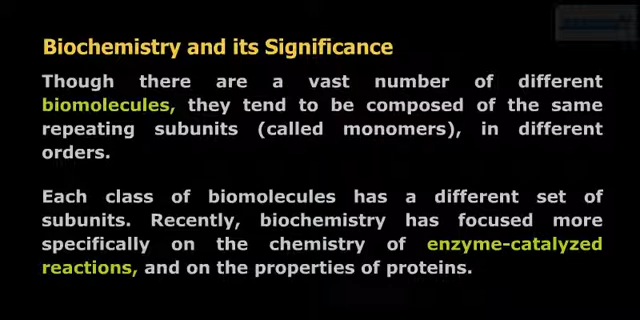 Biochemistry and its Significance
Though there are a vast number of different
biomolecules, they tend to be composed of the same
repeating subunits (called monomers), in different
orders.
Each class of biomolecules has a different set of
subunits. Recently, biochemistry has focused more
specifically on the chemistry of enzyme-catalyzed
reactions, and on the properties of proteins.